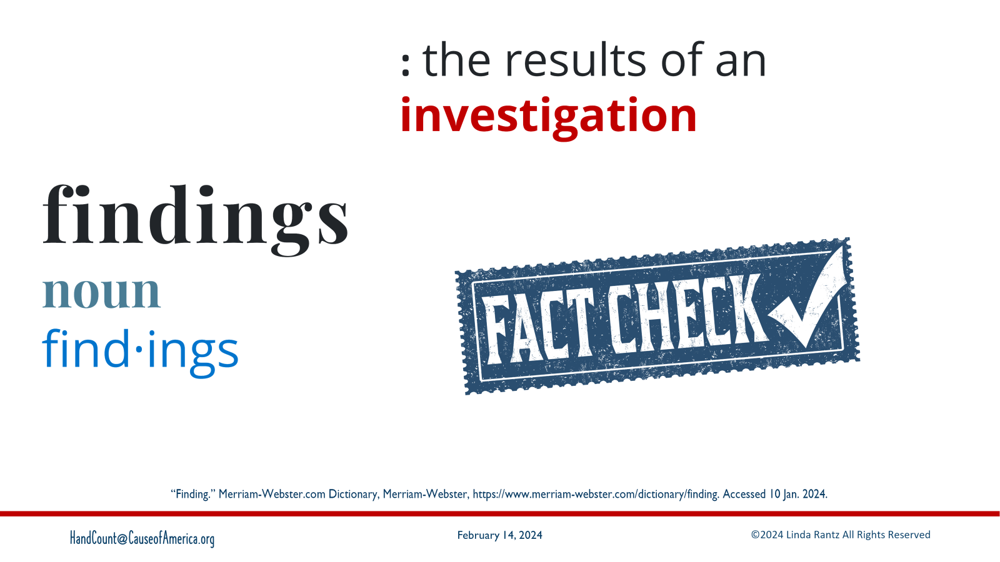 : the results of an
investigation
findings
noun
find·ings
FACT CHECK
“Finding.” Merriam-Webster.com Dictionary, Merriam-Webster, https://www.merriam-webster.com/dictionary/finding. Accessed 10 Jan. 2024.
HandCount@CauseofAmerica.org
February 14, 2024
©2024 Linda Rantz All Rights Reserved